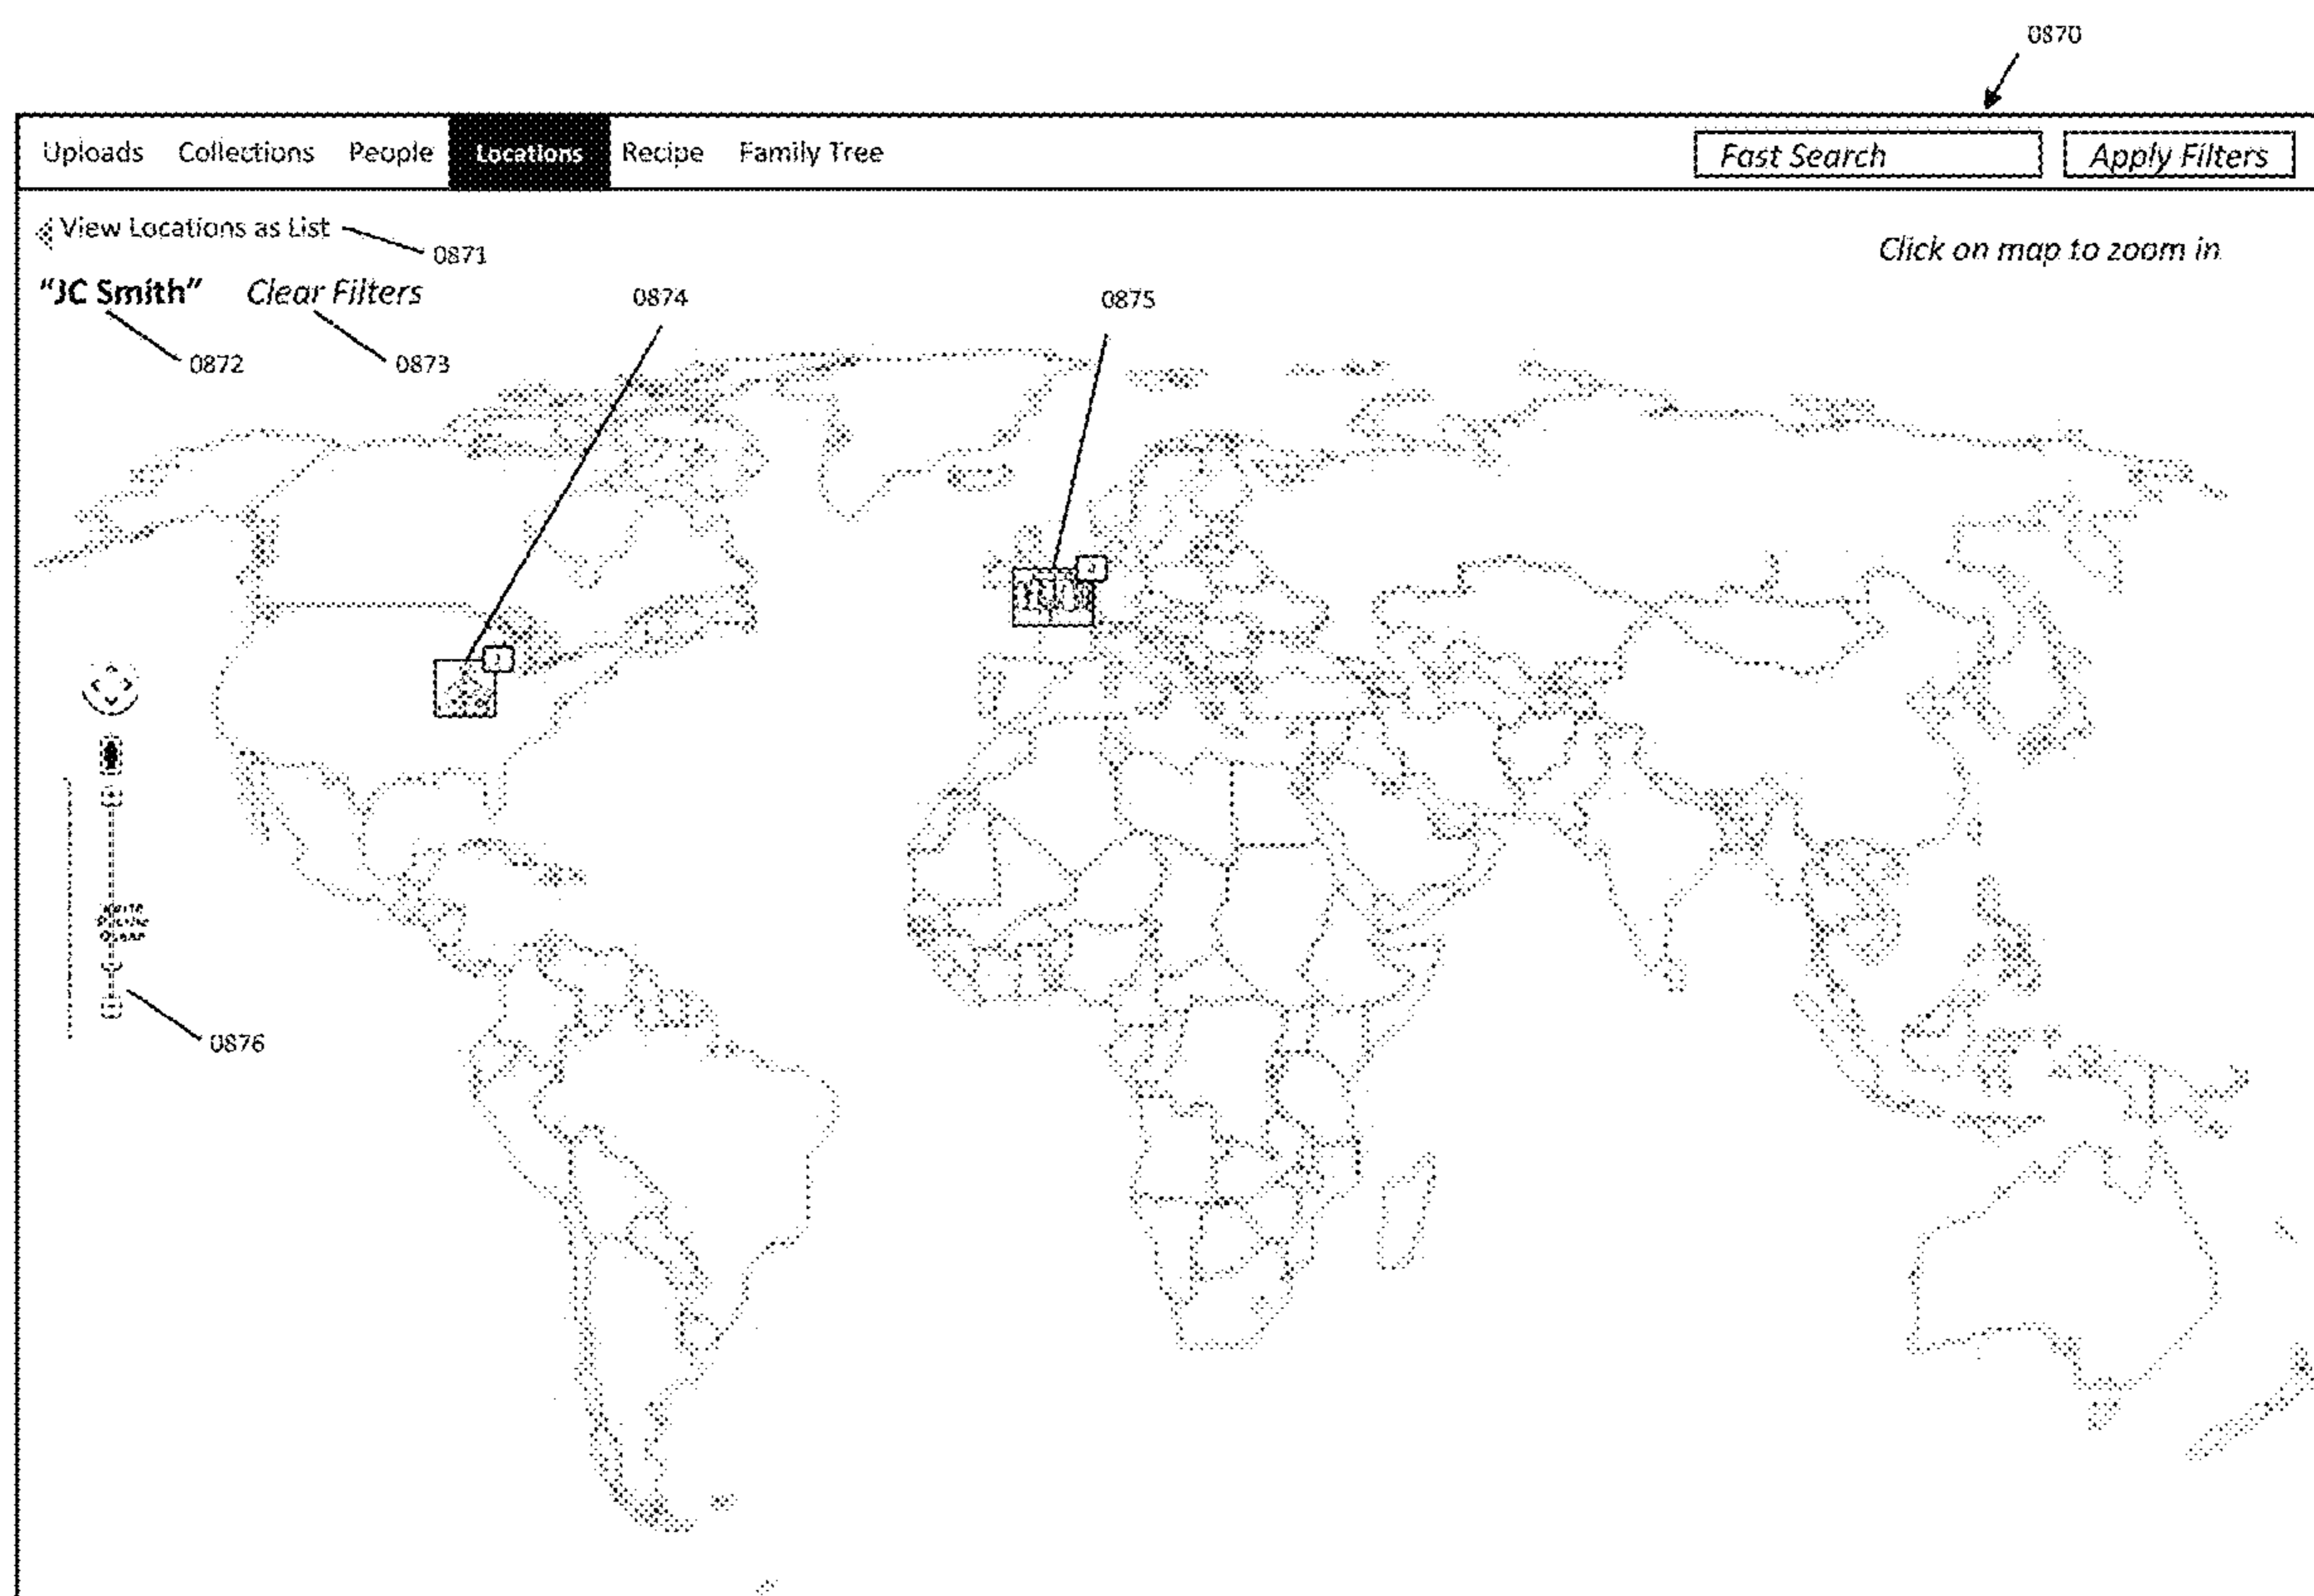 0870
Uploads Collections People Locations Recipe Family Tree Fast Search Apply Filters
View Locations as List
0871
Click on map to zoom in
"JC Smith" Clear Filters
0874
0875
0872
0873
0876